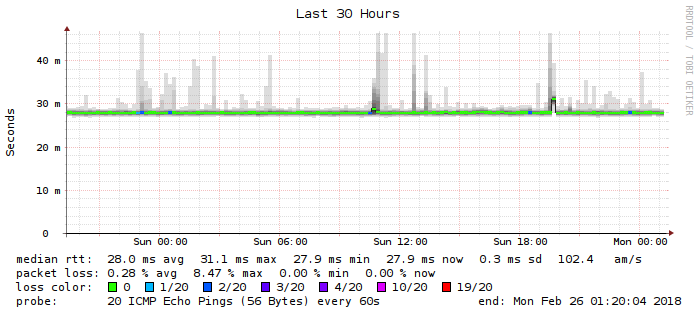 Last 30 Hours
RRDTOOL / TOBI OETIKER
Seconds
40 m
30 m
20 m
10 m
0
Sun 00:00 Sun 06:00 Sun 12:00 Sun 18:00 Mon 00:00
median rtt: 28.0 ms avg 31.1 ms max 27.9 ms min 27.9 ms now 0.3 ms sd 102.4 am/s
packet loss: 0.28 % avg 8.47 % max 0.00 % min 0.00 % now
loss color: 0 1/20 2/20 3/20 4/20 10/20 19/20
probe: 20 ICMP Echo Pings (56 Bytes) every 60s end: Mon Feb 26 01:20:04 2018